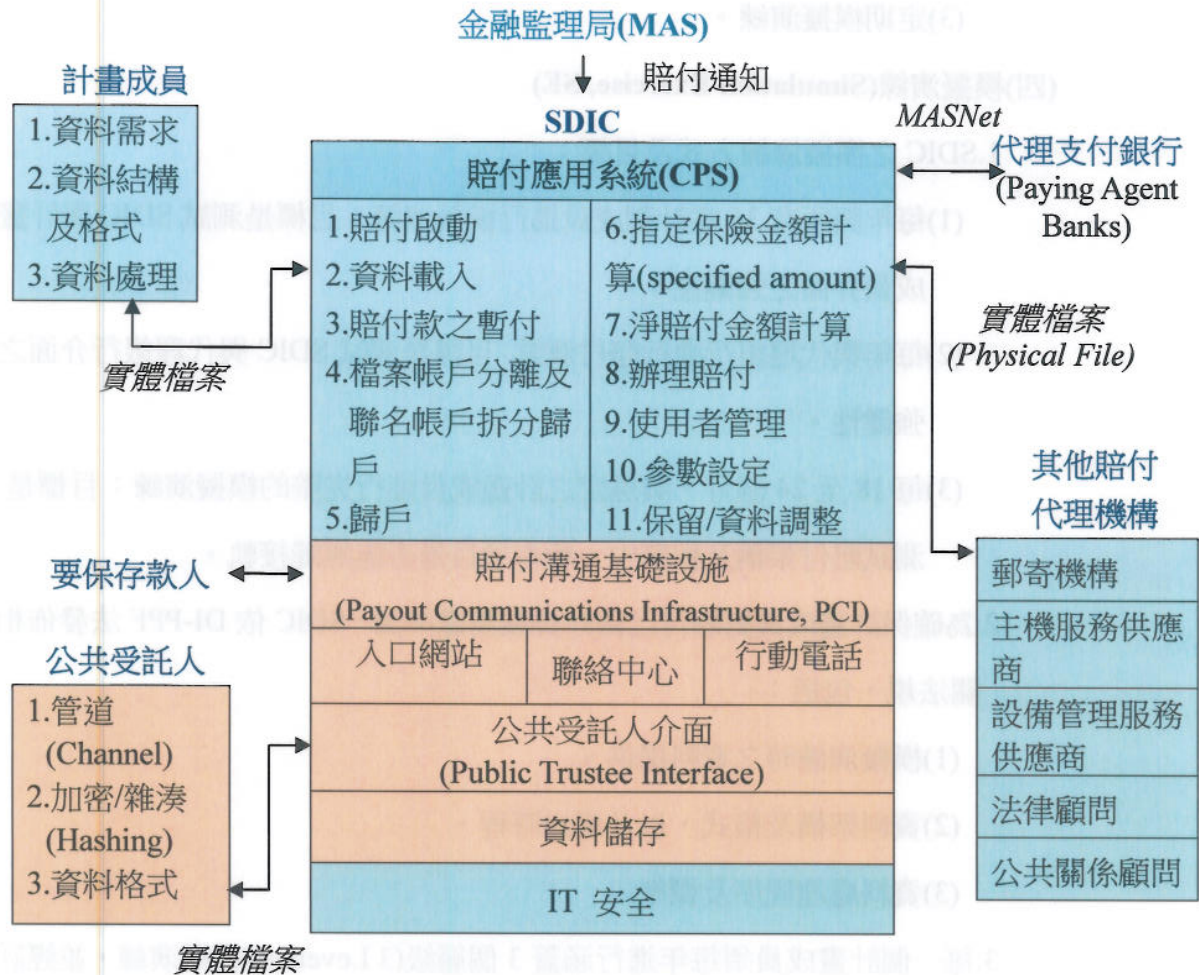 金融監理局(MAS)
賠付通知
SDIC
計畫成員
1.資料需求
2.資料結構
及格式
3.資料處理
實體檔案
賠付應用系統(CPS)
1.賠付啟動
2.資料載入
3.賠付款之暫付
4.檔案帳戶分離及
聯名帳戶拆分歸
戶
5.歸戶
6.指定保險金額計
算(specified amount)
7.淨賠付金額計算
8.辦理賠付
9.使用者管理
10.參數設定
11.保留/資料調整
MASNet
代理支付銀行
(Paying Agent
Banks)
實體檔案
(Physical File)
其他賠付
代理機構
郵寄機構
主機服務供應
商
設備管理服務
供應商
法律顧問
公共關係顧問
要保存款人
賠付溝通基礎設施
(Payout Communications Infrastructure, PCI)
入口網站
聯絡中心
行動電話
公共受託人
1.管道
(Channel)
2.加密/雜湊
(Hashing)
3.資料格式
實體檔案
公共受託人介面
(Public Trustee Interface)
資料儲存
IT 安全